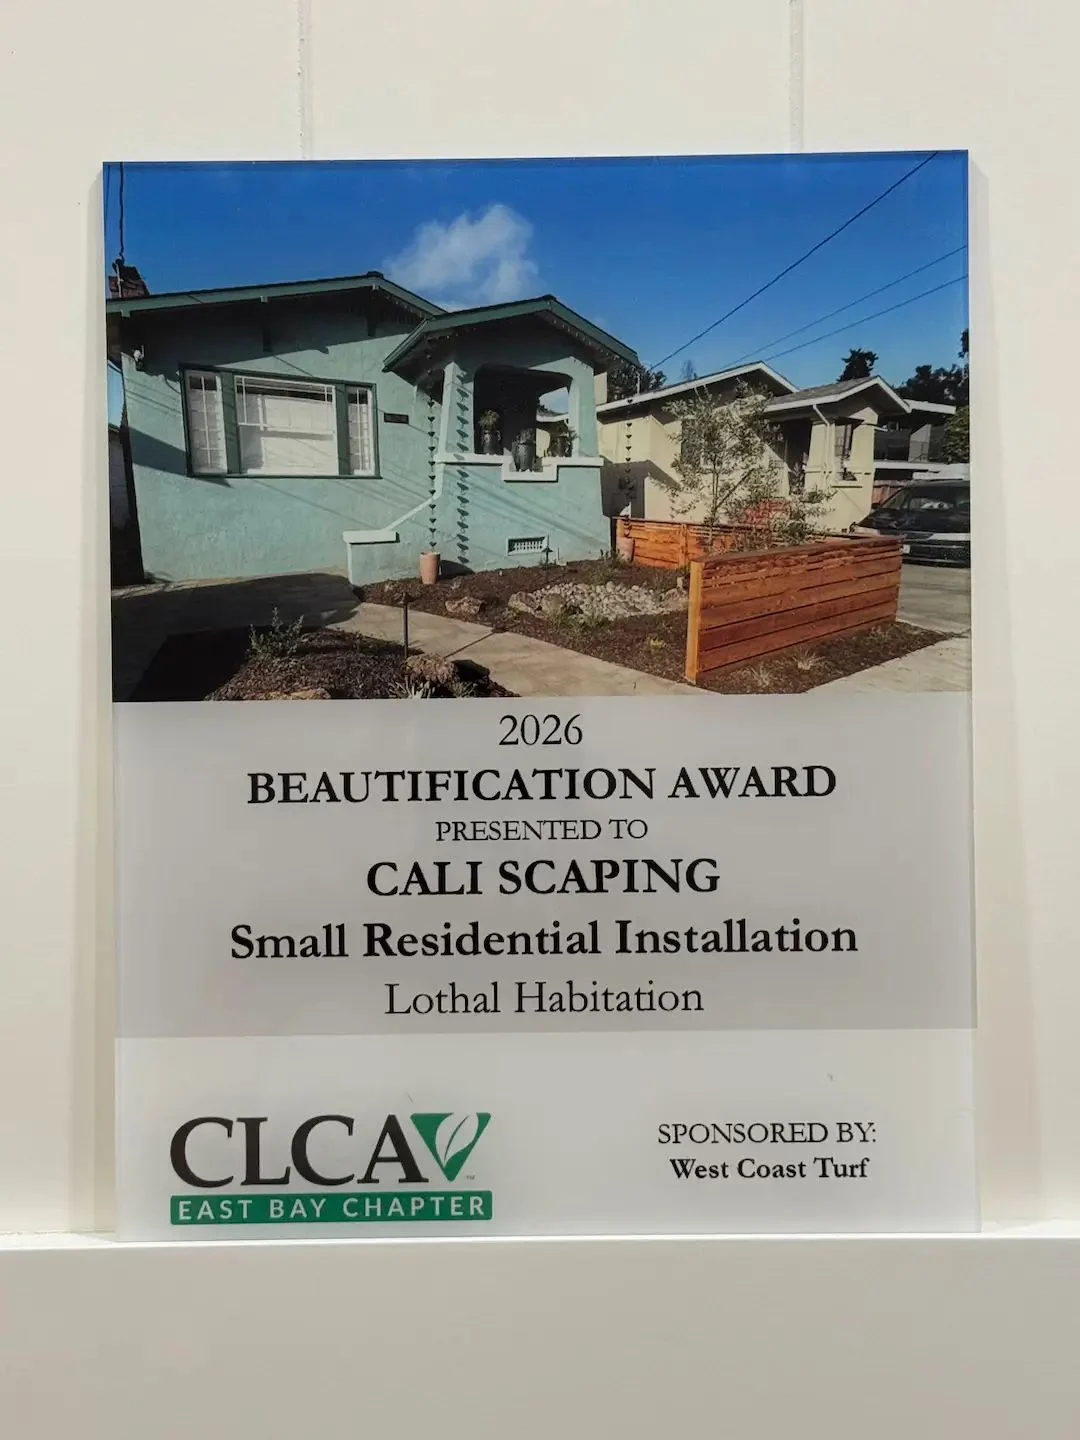 2026
BEAUTIFICATION AWARD
PRESENTED TO
CALI SCAPING
Small Residential Installation
Lothal Habitation
CLCA
EAST BAY CHAPTER
SPONSORED BY:
West Coast Turf